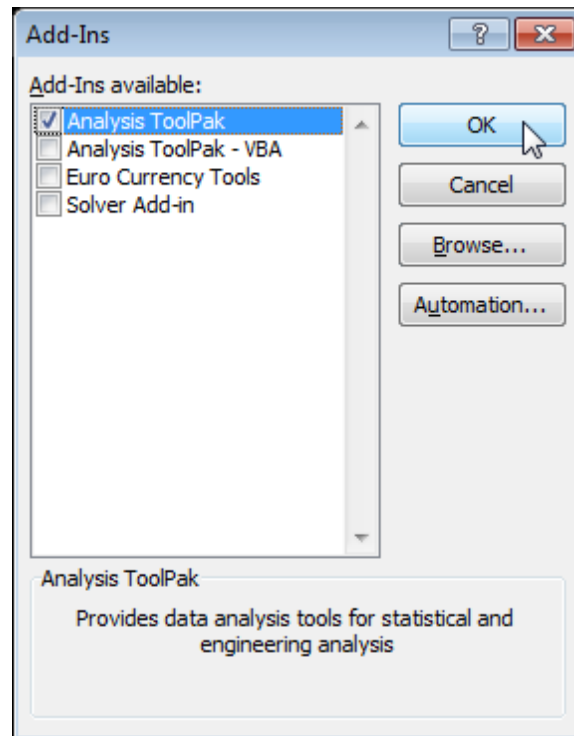 Add-Ins
Add-Ins available:
Analysis ToolPak
Analysis ToolPak - VBA
Euro Currency Tools
Solver Add-in
OK
Cancel
Browse...
Automation...
Analysis ToolPak
Provides data analysis tools for statistical and
engineering analysis